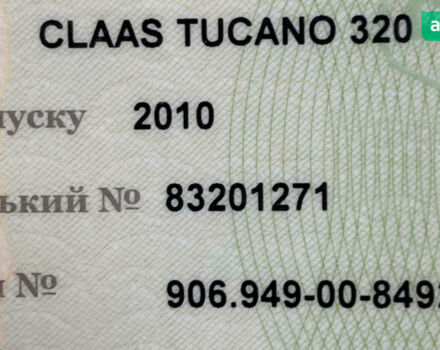 CLAAS TUCANO 320
пуску 2010
ький № 83201271
№ 906.949-00-849